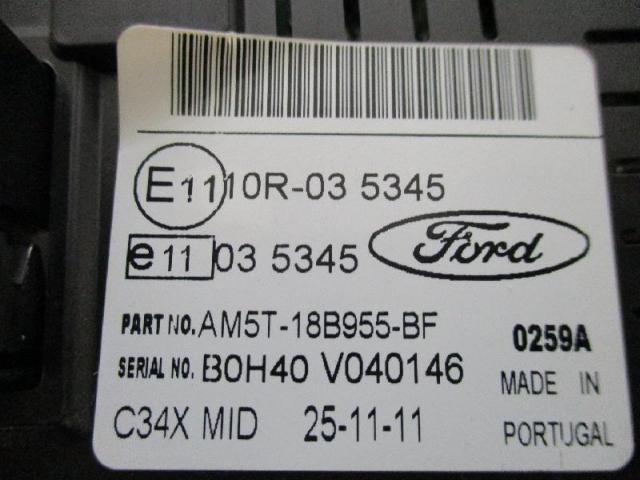 E11 10R-03 5345
e11 03 5345
Ford
PART NO. AM5T-18B955-BF
0259A
SERIAL NO. B0H40 V040146
MADE IN
PORTUGAL
C34X MID 25-11-11